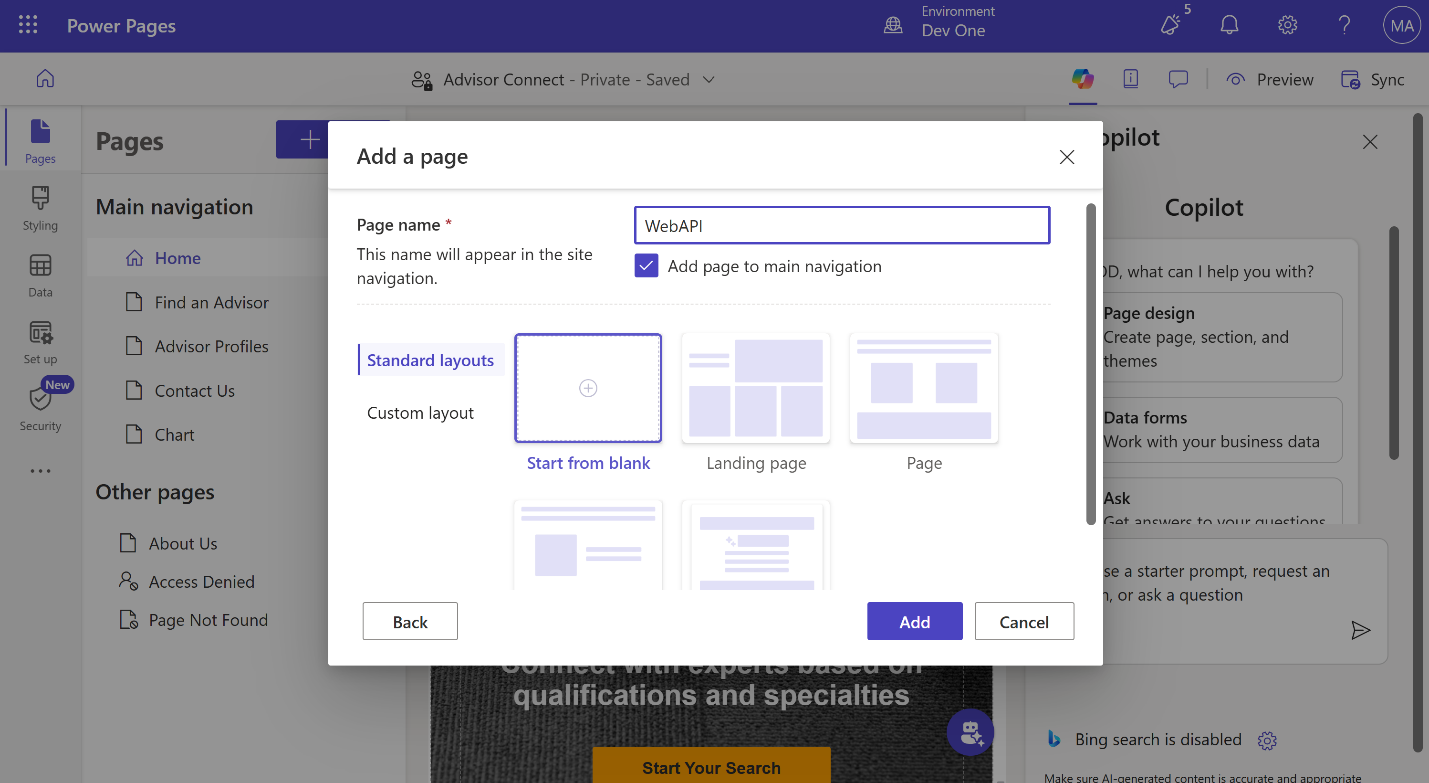 Power Pages
Environment
Dev One
5
MA
Advisor Connect - Private - Saved
Preview
Sync
Pages
Styling
Data
Set up
New
Security
Pages
Main navigation
Home
Find an Advisor
Advisor Profiles
Contact Us
Chart
Other pages
About Us
Access Denied
Page Not Found
Add a page
Page name *
This name will appear in the site
navigation.
WebAPI
Add page to main navigation
Standard layouts
Custom layout
Start from blank
Landing page
Page
Back
Add
Cancel
Connect with experts based on
qualifications and specialties
Start Your Search
opilot
Copilot
D, what can I help you with?
Page design
Create page, section, and
themes
Data forms
Work with your business data
Ask
Get answers to your questions
se a starter prompt, request an
, or ask a question
Bing search is disabled
Make sure AI-generated content is accurate and appropriate